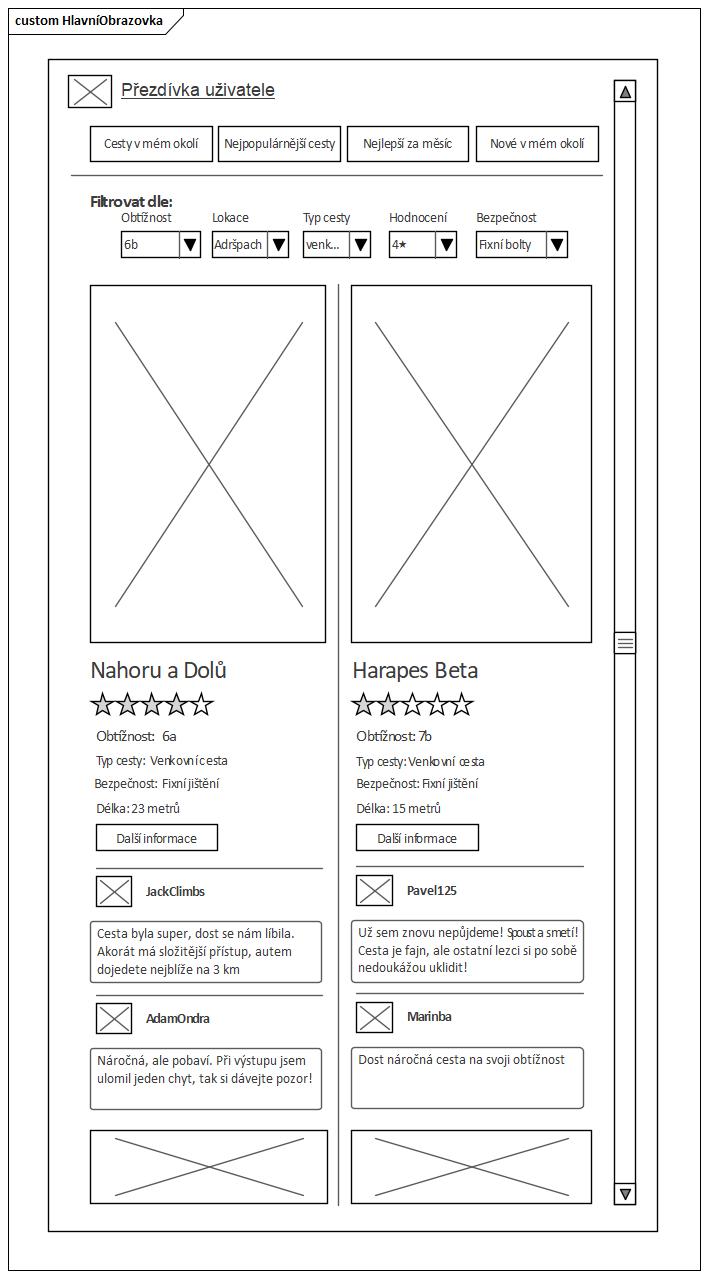 custom HlavníObrazovka
Přezdívka uživatele
Cesty v mém okolí
Nejpopulárnější cesty
Nejlepší za měsíc
Nové v mém okolí
Filtrovat dle:
Obtížnost
Lokace
Typ cesty
Hodnocení
Bezpečnost
6b
Adršpach
venk...
4★
Fixní bolty
Nahoru a Dolů
Obtížnost: 6a
Typ cesty: Venkovní cesta
Bezpečnost: Fixní jištění
Délka: 23 metrů
Další informace
JackClimbs
Cesta byla super, dost se nám líbila.
Akorát má složitější přístup, autem
dojedete nejblíže na 3 km
AdamOndra
Náročná, ale pobaví. Při výstupu jsem
ulomil jeden chyt, tak si dávejte pozor!
Harapes Beta
Obtížnost: 7b
Typ cesty: Venkovní cesta
Bezpečnost: Fixní jištění
Délka: 15 metrů
Další informace
Pavel125
Už sem znovu nepůjdeme! Spousta smetí!
Cesta je fajn, ale ostatní lezci si po sobě
nedoukážou uklidit!
Marinba
Dost náročná cesta na svoji obtížnost